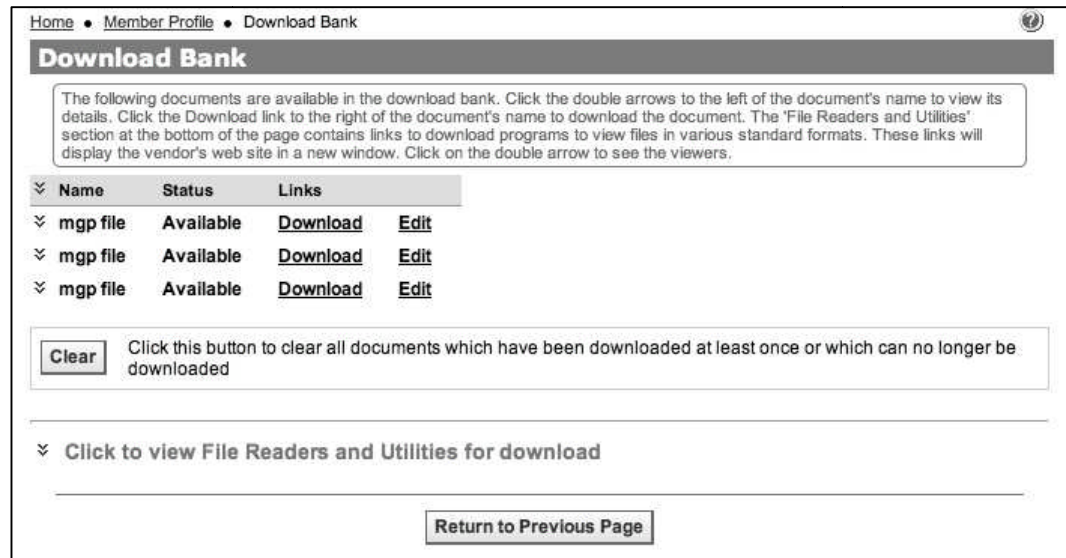 Home • Member Profile • Download Bank
Download Bank
The following documents are available in the download bank. Click the double arrows to the left of the document's name to view its
details. Click the Download link to the right of the document's name to download the document. The 'File Readers and Utilities'
section at the bottom of the page contains links to download programs to view files in various standard formats. These links will
display the vendor's web site in a new window. Click on the double arrow to see the viewers.
Name Status Links
mgp file Available Download Edit
mgp file Available Download Edit
mgp file Available Download Edit
Clear Click this button to clear all documents which have been downloaded at least once or which can no longer be
downloaded
Click to view File Readers and Utilities for download
Return to Previous Page